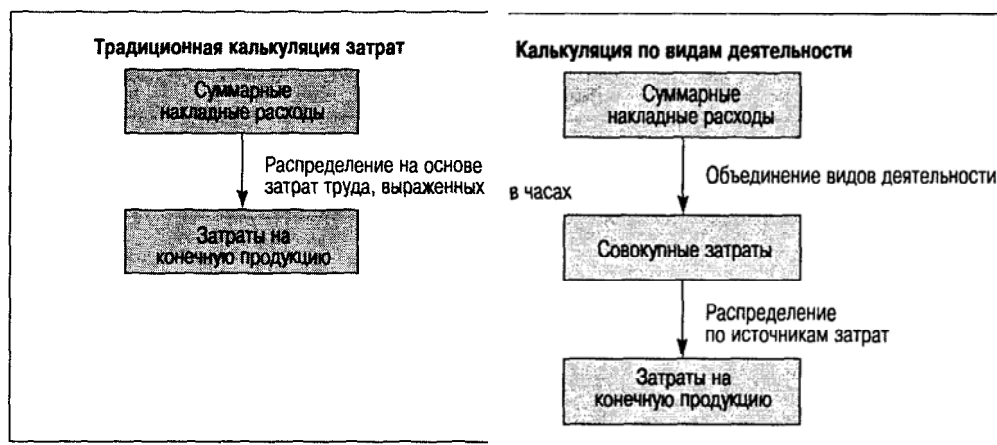 Традиционная калькуляция затрат
Суммарные
накладные расходы
Распределение на основе
затрат труда, выраженных
в часах
Затраты на
конечную продукцию
Калькуляция по видам деятельности
Суммарные
накладные расходы
Объединение видов деятельности
Совокупные затраты
Распределение
по источникам затрат
Затраты на
конечную продукцию